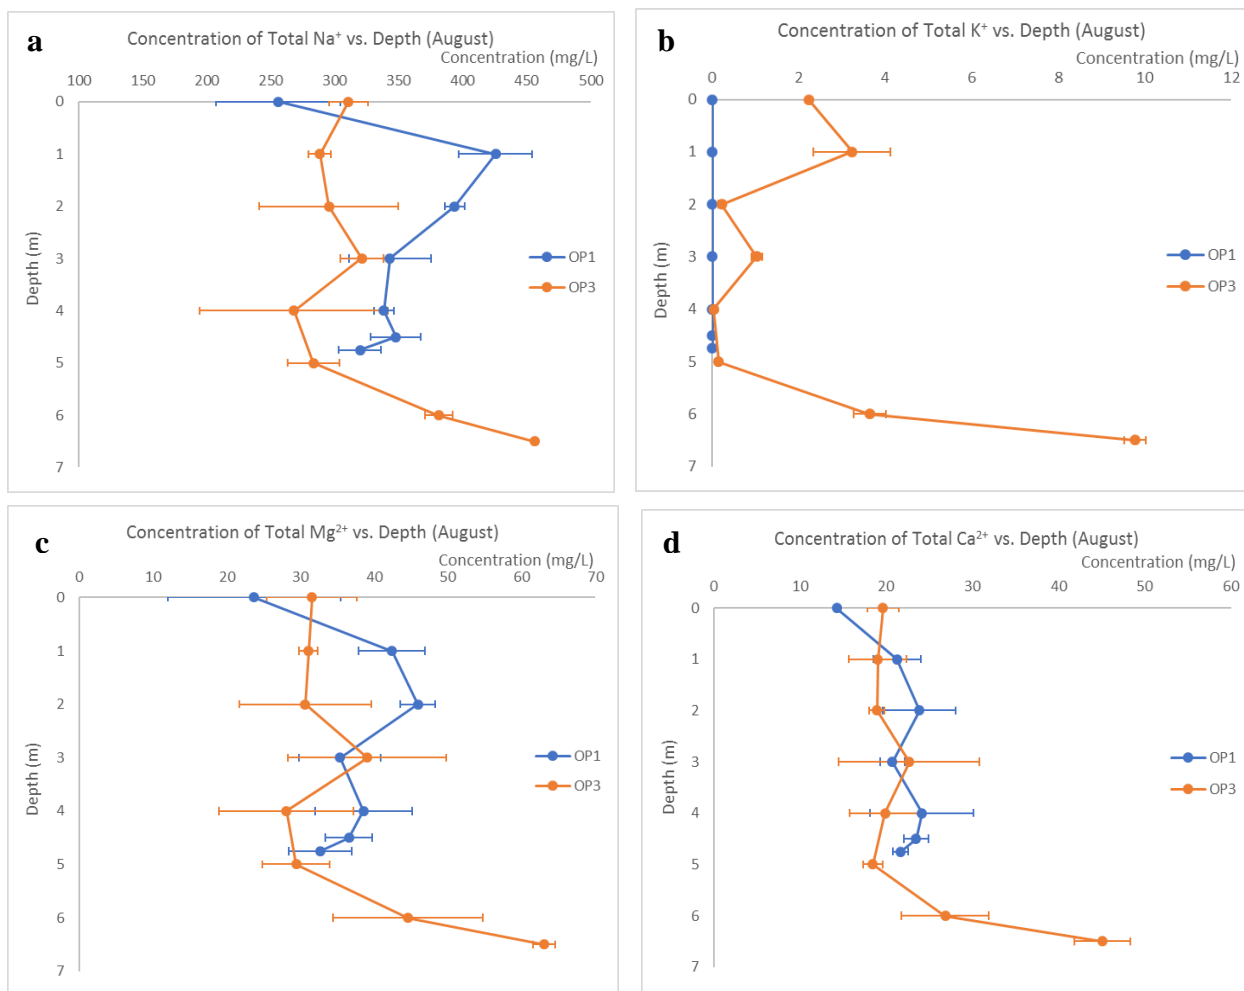 a
Concentration of Total Na⁺ vs. Depth (August)
Concentration (mg/L)
100 150 200 250 300 350 400 450 500
0
1
2
3
4
5
6
7
Depth (m)
OP1
OP3
b
Concentration of Total K⁺ vs. Depth (August)
Concentration (mg/L)
0 2 4 6 8 10 12
0
1
2
3
4
5
6
7
Depth (m)
OP1
OP3
c
Concentration of Total Mg²⁺ vs. Depth (August)
Concentration (mg/L)
0 10 20 30 40 50 60 70
0
1
2
3
4
5
6
7
Depth (m)
OP1
OP3
d
Concentration of Total Ca²⁺ vs. Depth (August)
Concentration (mg/L)
0 10 20 30 40 50 60
0
1
2
3
4
5
6
7
Depth (m)
OP1
OP3